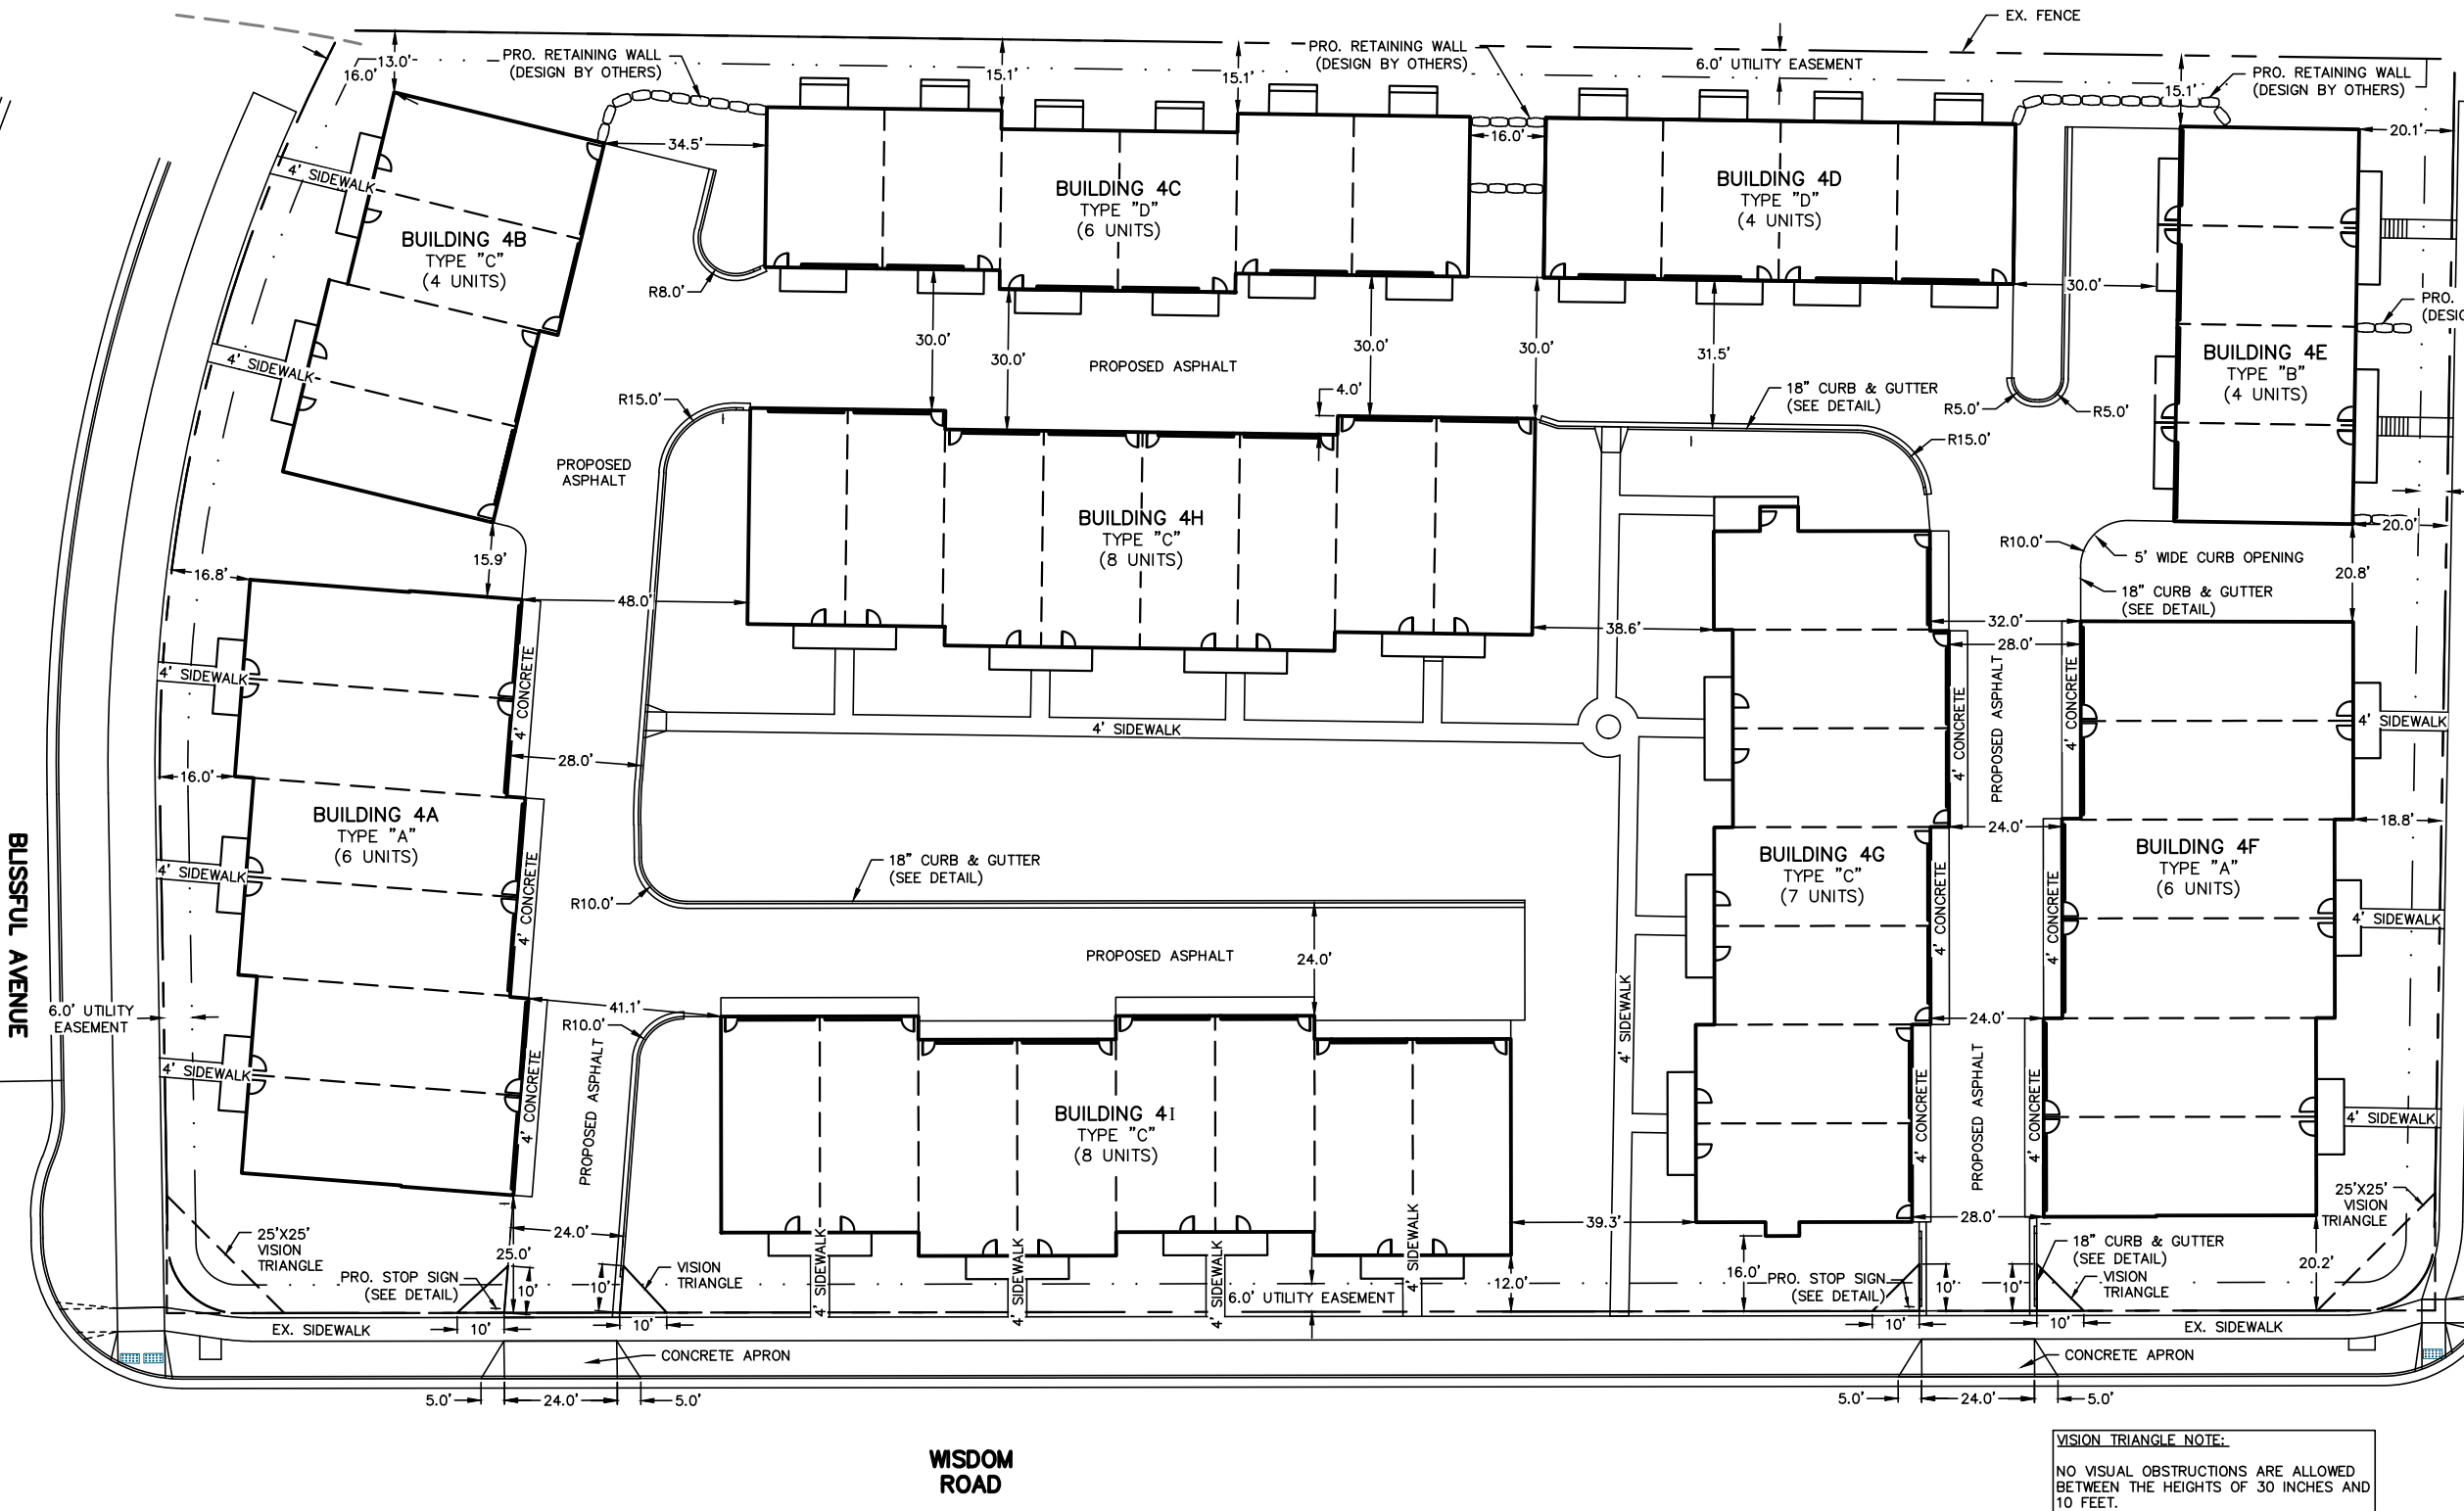 EX. FENCE
PRO. RETAINING WALL
(DESIGN BY OTHERS)
PRO. RETAINING WALL
(DESIGN BY OTHERS)
6.0' UTILITY EASEMENT
PRO. RETAINING WALL
(DESIGN BY OTHERS)
13.0'
16.0'
15.1'
15.1'
15.1'
20.1'
34.5'
16.0'
4' SIDEWALK
BUILDING 4B
TYPE "C"
(4 UNITS)
BUILDING 4C
TYPE "D"
(6 UNITS)
BUILDING 4D
TYPE "D"
(4 UNITS)
R8.0'
30.0'
PRO.
30.0'
30.0'
30.0'
30.0'
31.5'
PROPOSED ASPHALT
4' SIDEWALK
BUILDING 4E
TYPE "B"
(4 UNITS)
R15.0'
4.0'
18" CURB & GUTTER
(SEE DETAIL)
R5.0'
R5.0'
R15.0'
PROPOSED
ASPHALT
BUILDING 4H
TYPE "C"
(8 UNITS)
20.0'
15.9'
16.8'
R10.0'
5' WIDE CURB OPENING
20.8'
18" CURB & GUTTER
(SEE DETAIL)
48.0'
38.6'
32.0'
28.0'
4' SIDEWALK
4' CONCRETE
4' CONCRETE
PROPOSED ASPHALT
4' CONCRETE
4' SIDEWALK
4' SIDEWALK
28.0'
16.0'
BUILDING 4A
TYPE "A"
(6 UNITS)
24.0'
18.8'
BUILDING 4G
TYPE "C"
(7 UNITS)
BUILDING 4F
TYPE "A"
(6 UNITS)
BLISSFUL AVENUE
18" CURB & GUTTER
(SEE DETAIL)
4' SIDEWALK
4' CONCRETE
R10.0'
4' CONCRETE
4' CONCRETE
4' SIDEWALK
PROPOSED ASPHALT
24.0'
6.0' UTILITY
EASEMENT
41.1'
R10.0'
24.0'
4' SIDEWALK
4' SIDEWALK
4' CONCRETE
PROPOSED ASPHALT
BUILDING 4I
TYPE "C"
(8 UNITS)
4' CONCRETE
PROPOSED ASPHALT
4' CONCRETE
4' SIDEWALK
25'X25'
VISION
TRIANGLE
24.0'
25.0'
39.3'
28.0'
25'X25'
VISION
TRIANGLE
18" CURB & GUTTER
(SEE DETAIL)
20.2'
PRO. STOP SIGN
(SEE DETAIL)
10'
10'
VISION
TRIANGLE
4' SIDEWALK
4' SIDEWALK
4' SIDEWALK
4' SIDEWALK
12.0'
6.0' UTILITY EASEMENT
16.0'
PRO. STOP SIGN
(SEE DETAIL)
10'
10'
VISION
TRIANGLE
EX. SIDEWALK
10'
10'
10'
10'
EX. SIDEWALK
CONCRETE APRON
CONCRETE APRON
5.0'
24.0'
5.0'
5.0'
24.0'
5.0'
WISDOM
ROAD
VISION TRIANGLE NOTE:
NO VISUAL OBSTRUCTIONS ARE ALLOWED
BETWEEN THE HEIGHTS OF 30 INCHES AND
10 FEET.